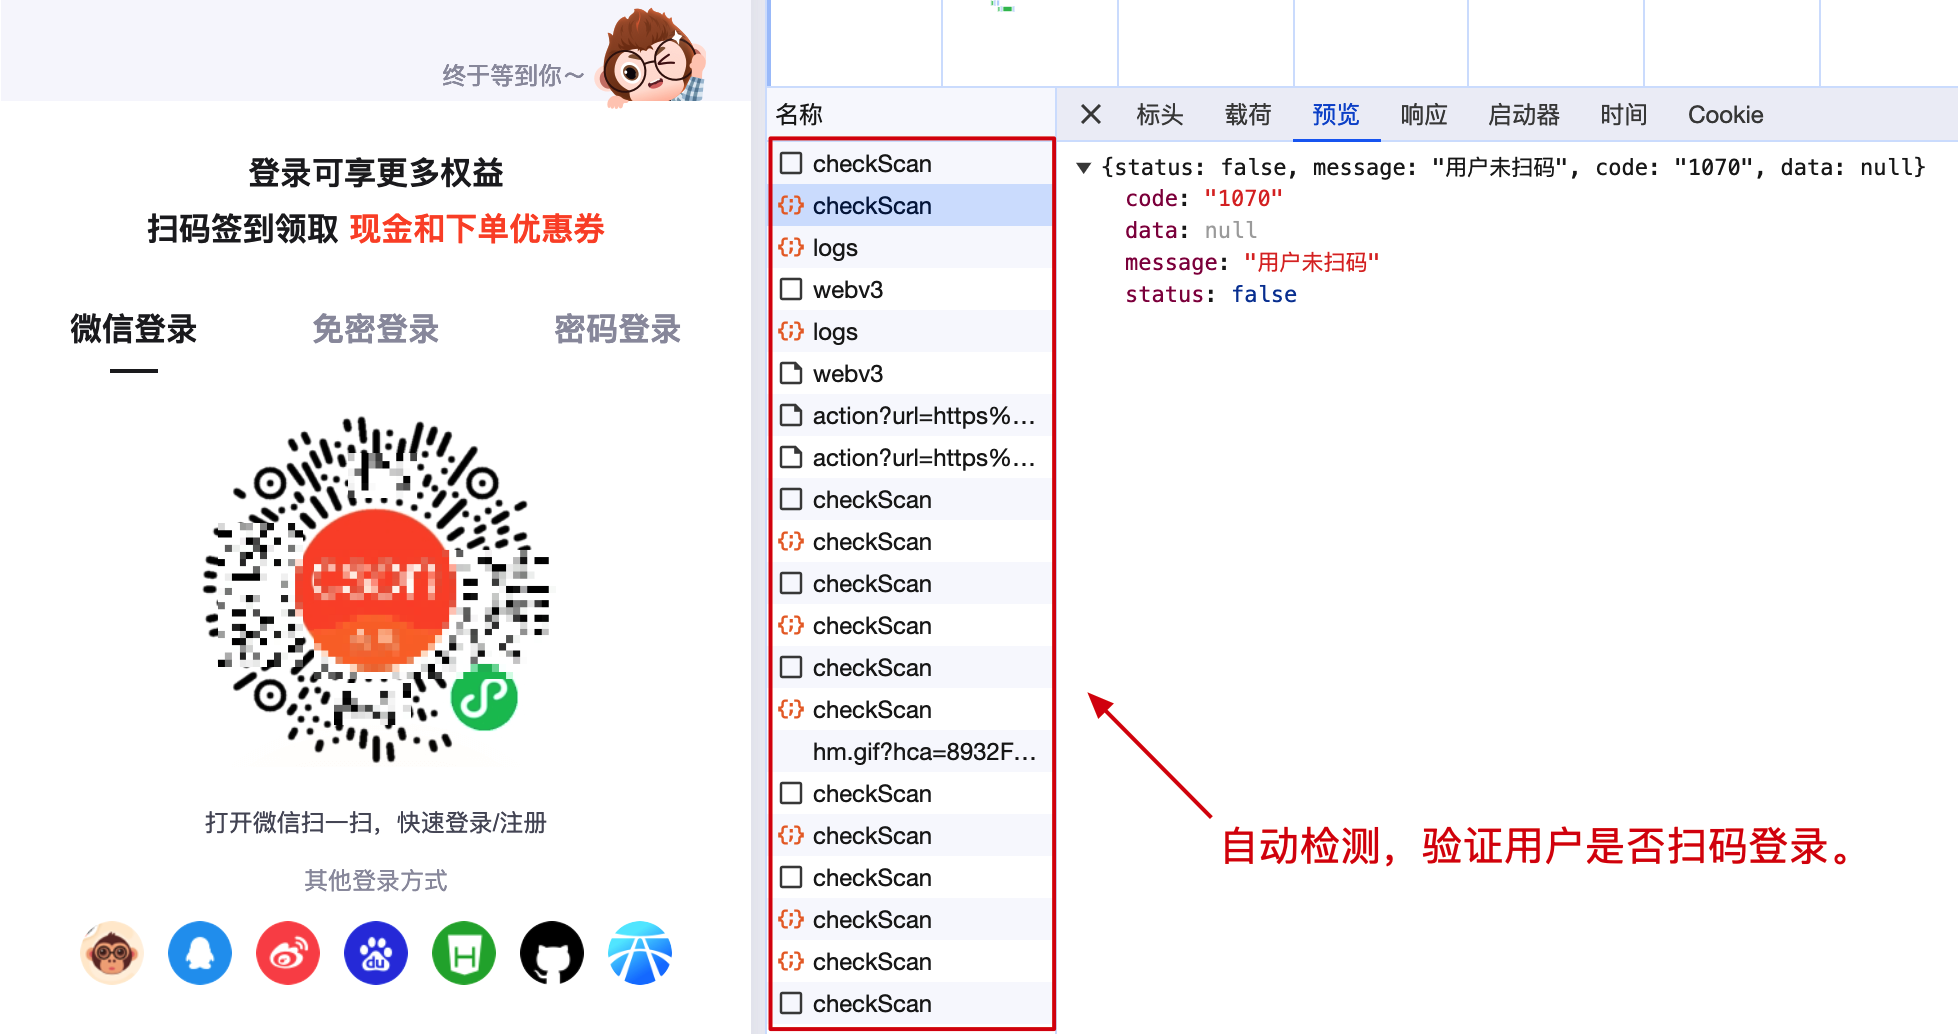 终于等到你～
登录可享更多权益
扫码签到领取 现金和下单优惠券
微信登录
免密登录
密码登录
打开微信扫一扫，快速登录/注册
其他登录方式
du
H
名称
checkScan
checkScan
logs
webv3
logs
webv3
action?url=https%...
action?url=https%...
checkScan
checkScan
checkScan
checkScan
checkScan
checkScan
hm.gif?hca=8932F...
checkScan
checkScan
checkScan
checkScan
checkScan
checkScan
标头 载荷 预览 响应 启动器 时间 Cookie
{status: false, message: "用户未扫码", code: "1070", data: null}
code: "1070"
data: null
message: "用户未扫码"
status: false
自动检测，验证用户是否扫码登录。